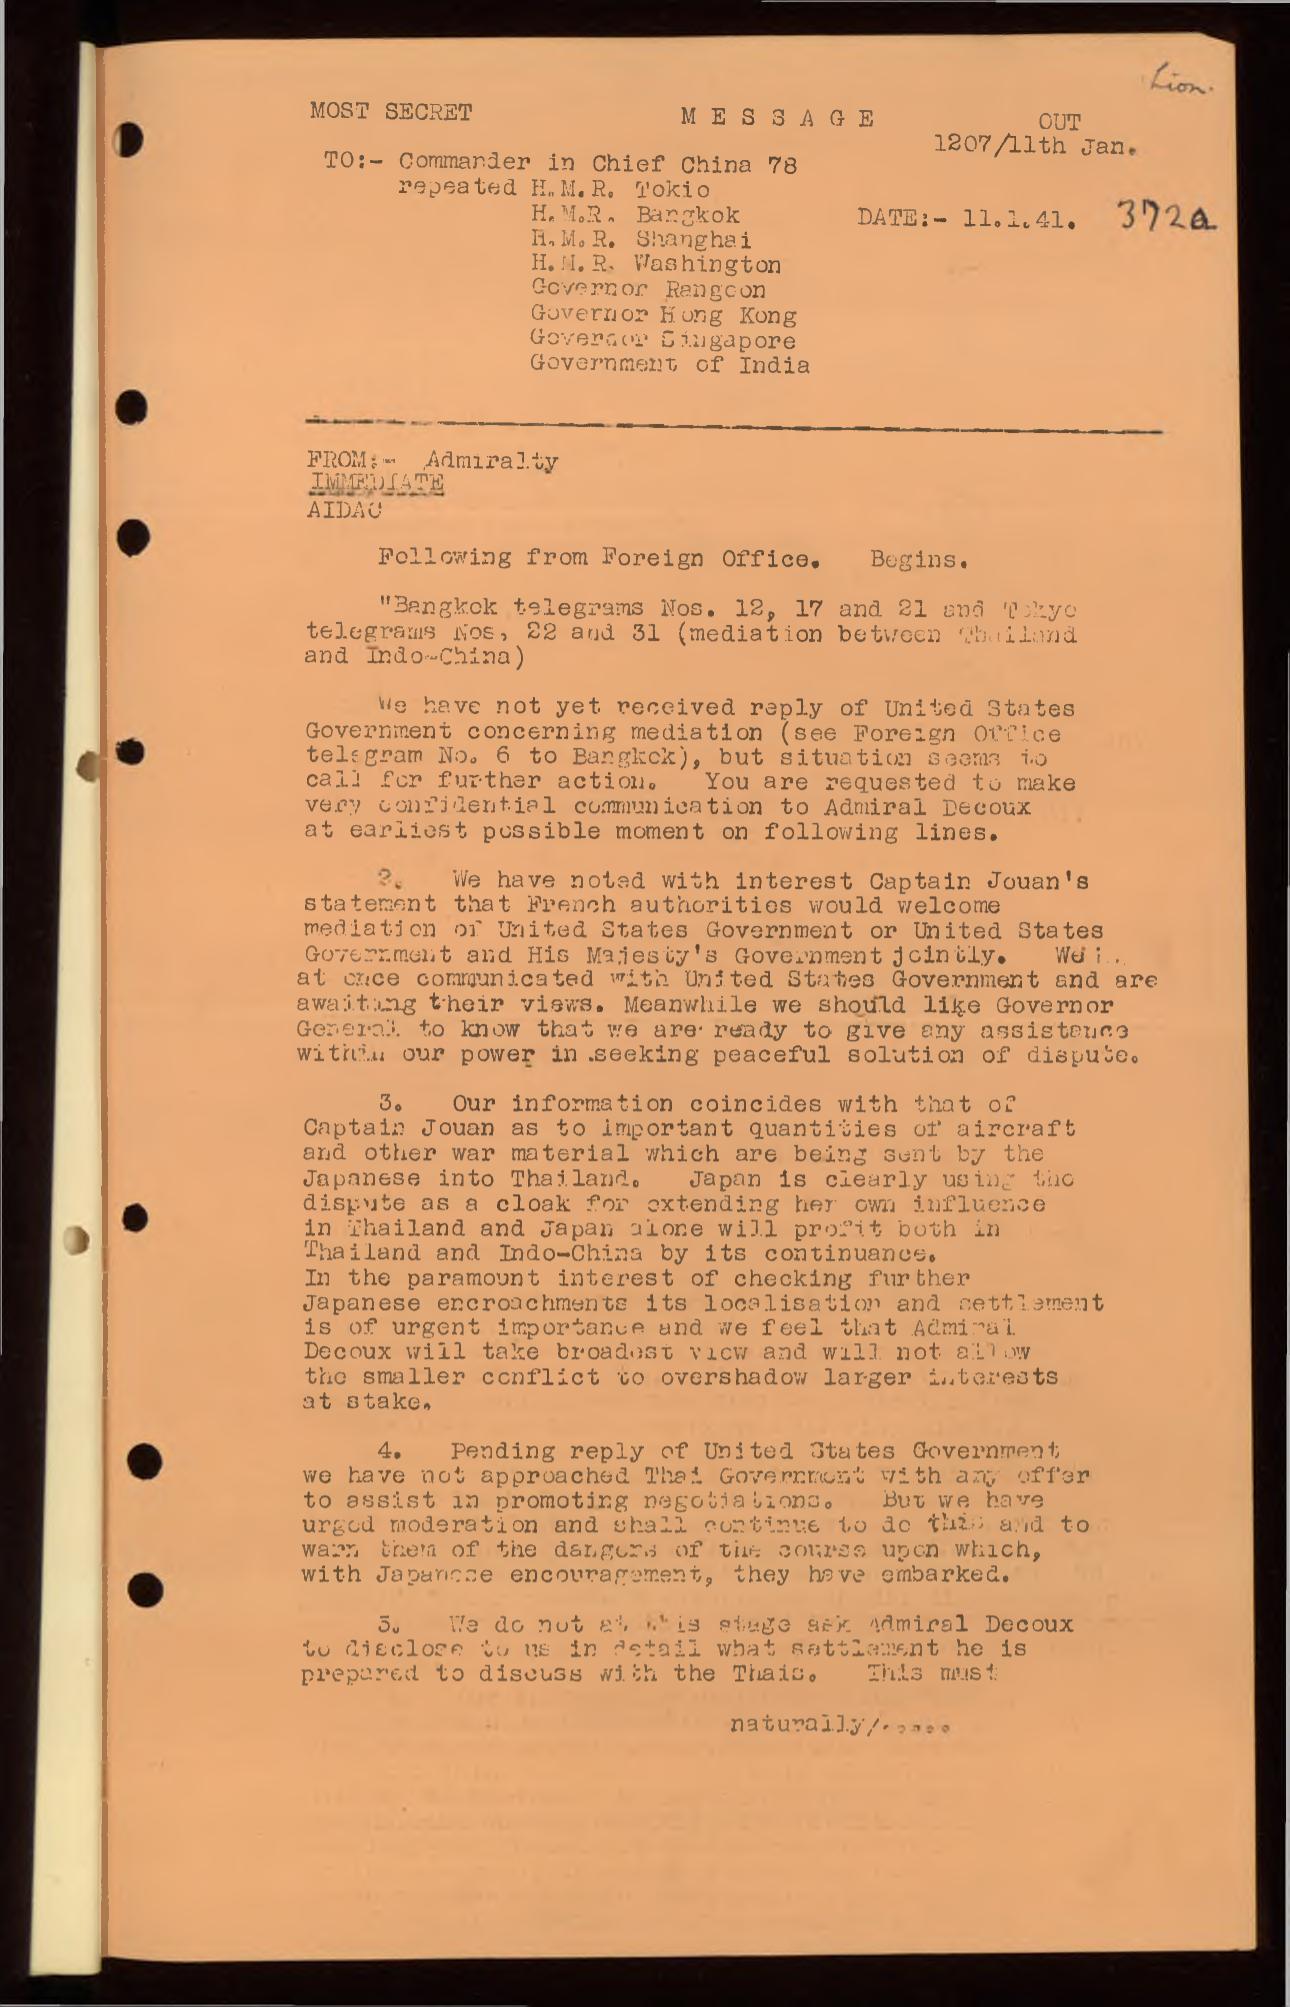 Lion.
MOST SECRET M E S S A G E OUT
1207/11th Jan.
TO:- Commander in Chief China 78
repeated H.M.R. Tokio
H.M.R. Bangkok DATE:- 11.1.41. 372a
H.M.R. Shanghai
H.M.R. Washington
Governor Rangoon
Governor Hong Kong
Governor Singapore
Government of India
FROM:- Admiralty
IMMEDIATE
AIDAC
Following from Foreign Office. Begins.
"Bangkok telegrams Nos. 12, 17 and 21 and Tokyo
telegrams Nos, 22 and 31 (mediation between Thailand
and Indo-China)
We have not yet received reply of United States
Government concerning mediation (see Foreign Office
telegram No. 6 to Bangkok), but situation seems to
call for further action. You are requested to make
very confidential communication to Admiral Decoux
at earliest possible moment on following lines.
2. We have noted with interest Captain Jouan's
statement that French authorities would welcome
mediation of United States Government or United States
Government and His Majesty's Government jointly. We
at once communicated with United States Government and are
awaiting their views. Meanwhile we should like Governor
General to know that we are ready to give any assistance
within our power in .seeking peaceful solution of dispute.
3. Our information coincides with that of
Captain Jouan as to important quantities of aircraft
and other war material which are being sent by the
Japanese into Thailand. Japan is clearly using the
dispute as a cloak for extending her own influence
in Thailand and Japan alone will profit both in
Thailand and Indo-China by its continuance.
In the paramount interest of checking further
Japanese encroachments its localisation and settlement
is of urgent importance and we feel that Admiral
Decoux will take broadest view and will not allow
the smaller conflict to overshadow larger interests
at stake.
4. Pending reply of United States Government
we have not approached Thai Government with any offer
to assist in promoting negotiations. But we have
urged moderation and shall continue to do this and to
warn them of the dangers of the course upon which,
with Japanese encouragement, they have embarked.
5. We do not at this stage ask Admiral Decoux
to disclose to us in detail what settlement he is
prepared to discuss with the Thais. This must
naturally/.....